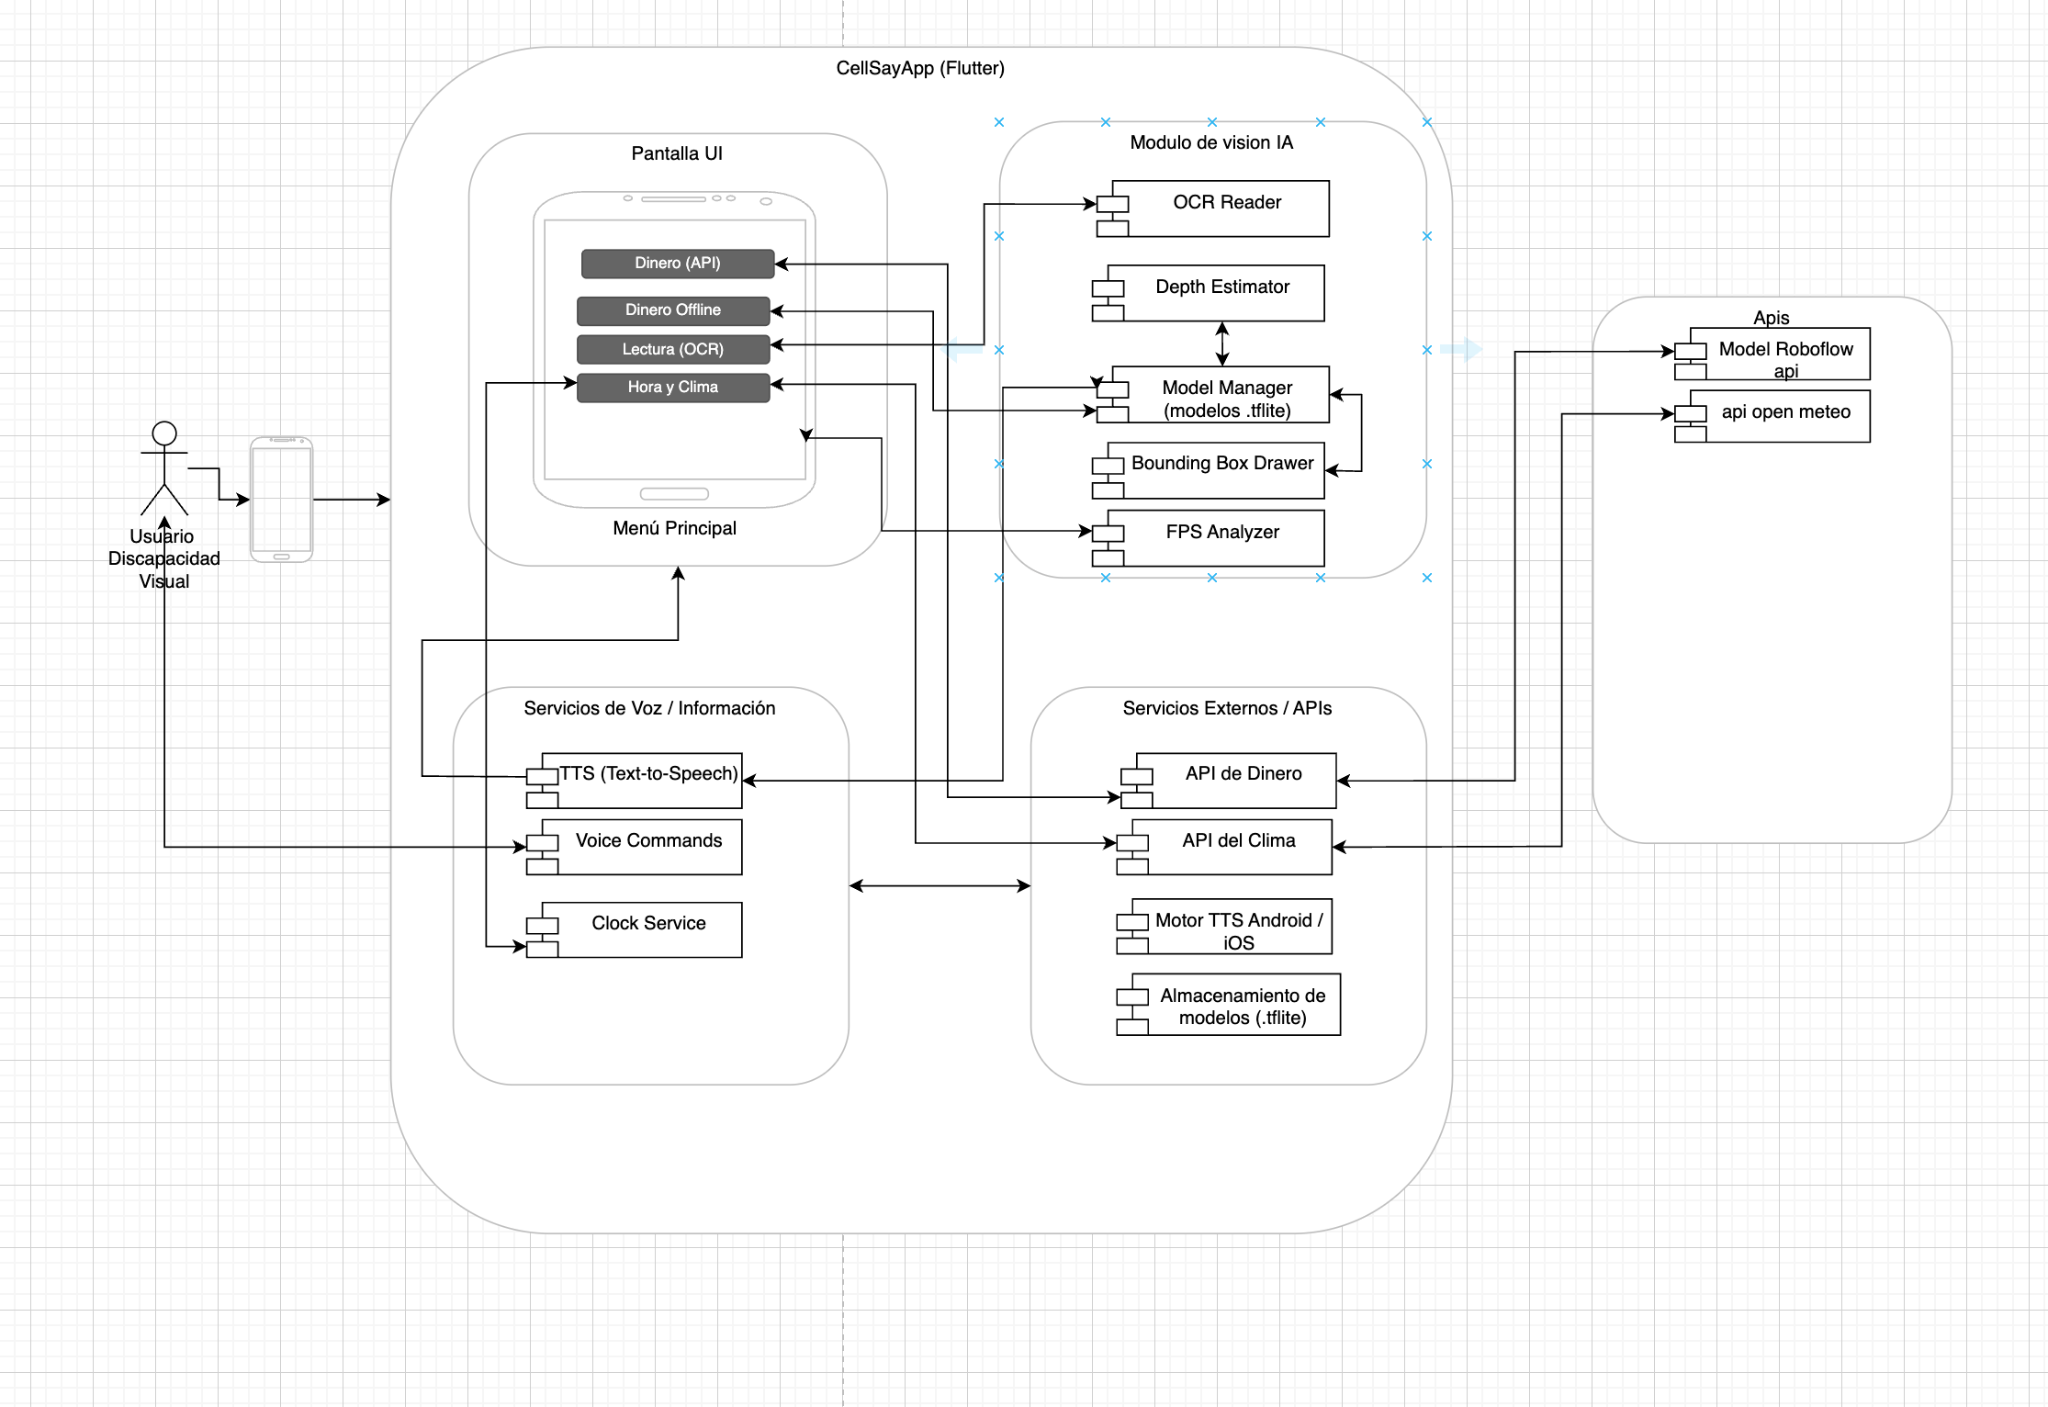 CellSayApp (Flutter)
Pantalla UI
Dinero (API)
Dinero Offline
Lectura (OCR)
Hora y Clima
Menú Principal
Modulo de vision IA
OCR Reader
Depth Estimator
Model Manager
(modelos .tflite)
Bounding Box Drawer
FPS Analyzer
Apis
Model Roboflow
api
api open meteo
Usuario
Discapacidad
Visual
Servicios de Voz / Información
TTS (Text-to-Speech)
Voice Commands
Clock Service
Servicios Externos / APIs
API de Dinero
API del Clima
Motor TTS Android /
iOS
Almacenamiento de
modelos (.tflite)